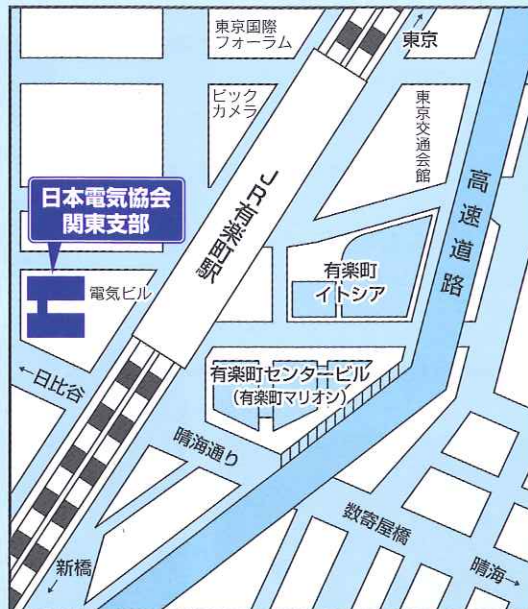 東京国際
フォーラム
↗
東京
ビック
カメラ
東京交通会館
日本電気協会
関東支部
JR有楽町駅
高速道路
有楽町
イトシア
電気ビル
←日比谷
有楽町センタービル
(有楽町マリオン)
晴海通り
数寄屋橋
新橋
↙
晴海→